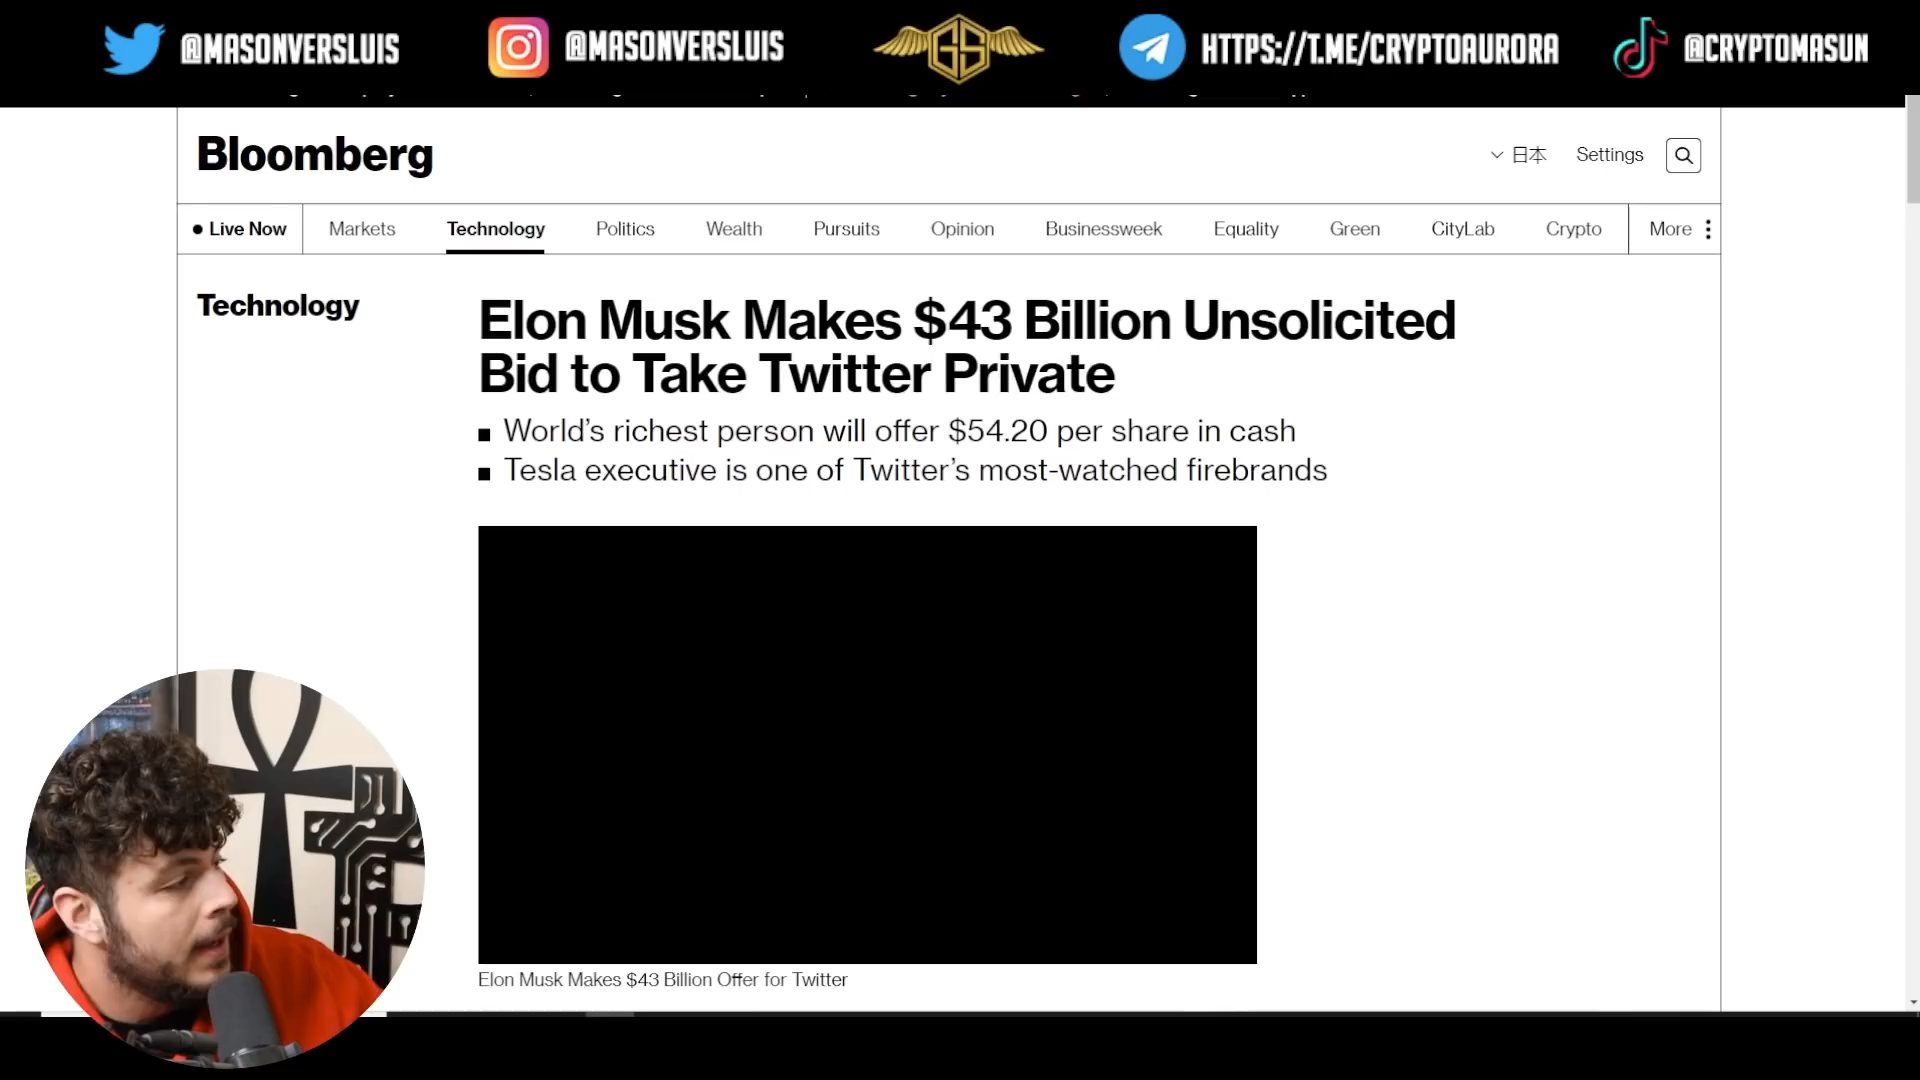 @MASONVERSLUIS
@MASONVERSLUIS
GS
HTTPS://T.ME/CRYPTOAURORA
@CRYPTOMASUN
Bloomberg
日本 Settings
Live Now Markets Technology Politics Wealth Pursuits Opinion Businessweek Equality Green CityLab Crypto More
Technology
Elon Musk Makes $43 Billion Unsolicited
Bid to Take Twitter Private
World’s richest person will offer $54.20 per share in cash
Tesla executive is one of Twitter’s most-watched firebrands
Elon Musk Makes $43 Billion Offer for Twitter